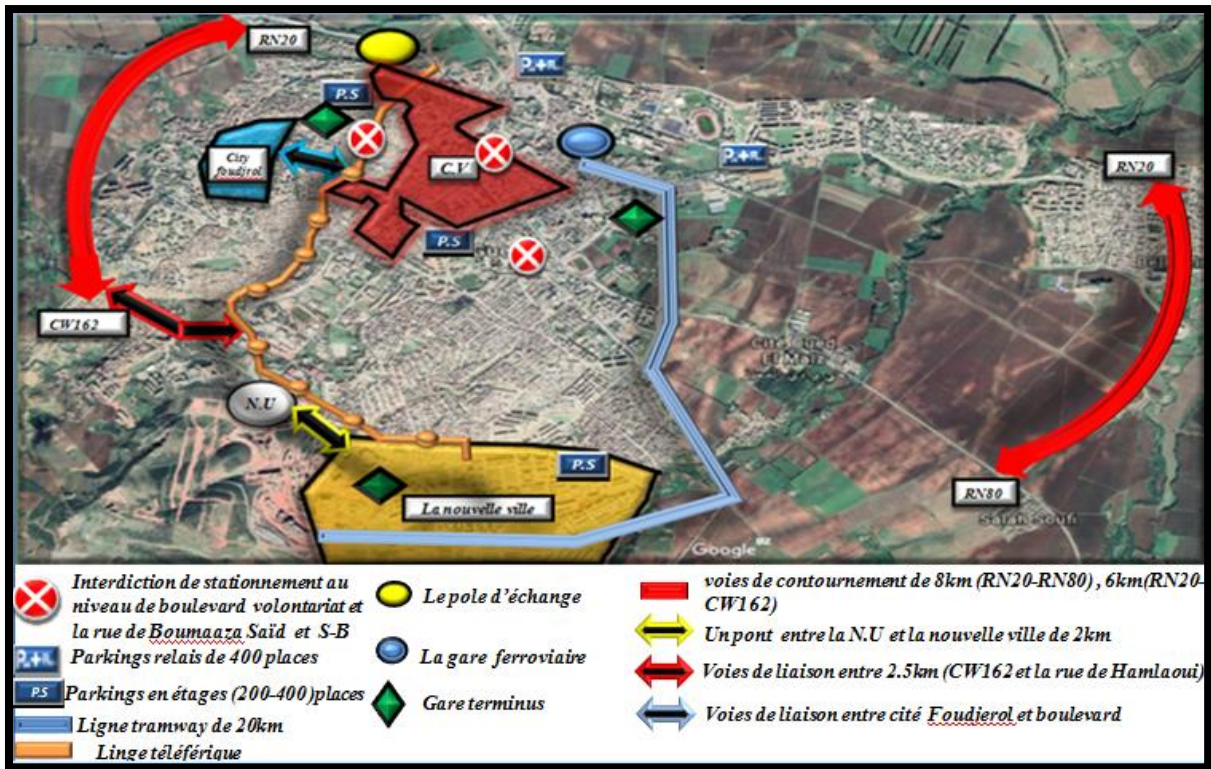 RN20
P.+R.
P.S
City
foudjrol
C.V
P.+R.
RN20
P.S
CW162
N.U
P.S
La nouvelle ville
RN80
Google
Interdiction de stationnement au
niveau de boulevard volontariat et
la rue de Boumaaza Saïd et S-B
P.+R. Parkings relais de 400 places
P.S Parkings en étages (200-400)places
Ligne tramway de 20km
Linge téléférique
Le pole d’échange
La gare ferroviaire
Gare terminus
voies de contournement de 8km (RN20-RN80) , 6km(RN20-
CW162)
Un pont entre la N.U et la nouvelle ville de 2km
Voies de liaison entre 2.5km (CW162 et la rue de Hamlaoui)
Voies de liaison entre cité Foudjerol et boulevard